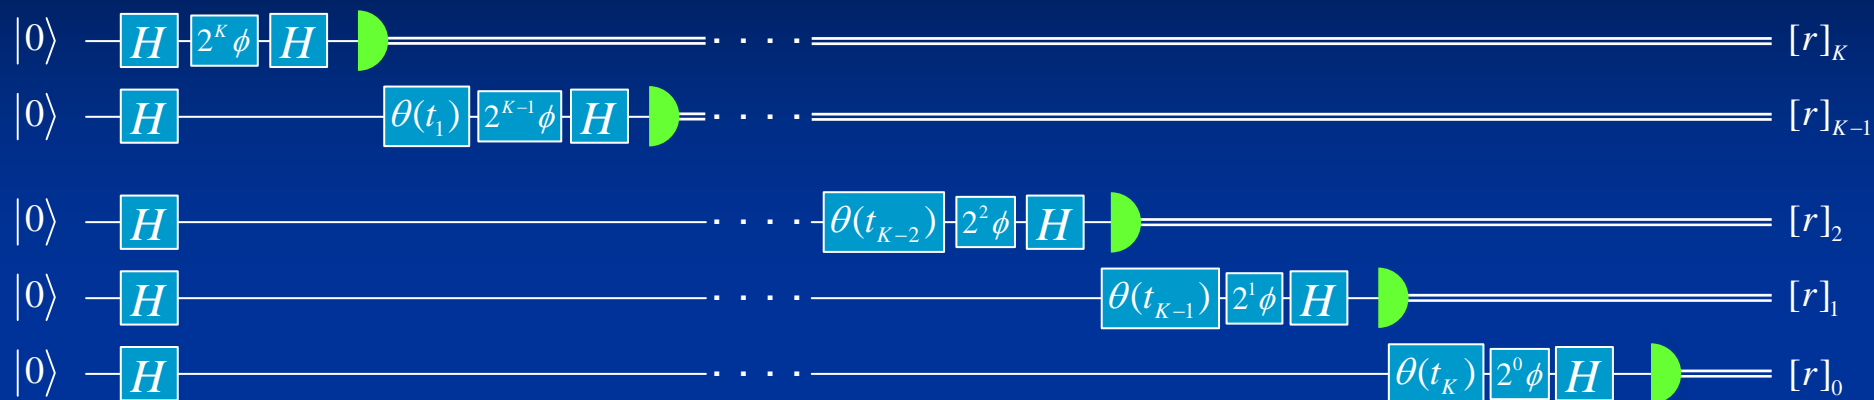 |0⟩ H 2^K ϕ H · · · · [r]_K
|0⟩ H θ(t_1) 2^{K−1} ϕ H · · · · [r]_{K−1}
|0⟩ H · · · · θ(t_{K−2}) 2^2 ϕ H [r]_2
|0⟩ H · · · · θ(t_{K−1}) 2^1 ϕ H [r]_1
|0⟩ H · · · · θ(t_K) 2^0 ϕ H [r]_0